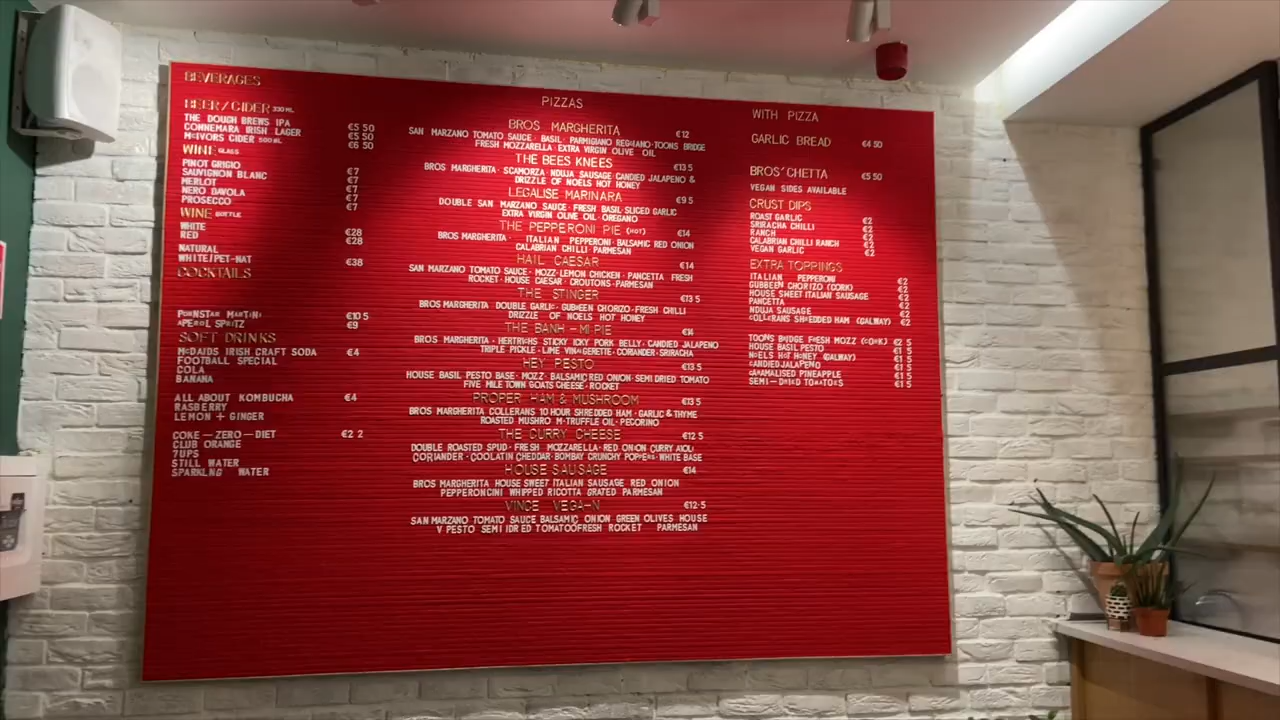 BEVERAGES
BEER/CIDER 330 ML
THE DOUGH BREWS IPA €5 50
CONNEMARA IRISH LAGER €5 50
McIVORS CIDER 500 ML €6 50
WINE GLASS
PINOT GRIGIO €7
SAUVIGNON BLANC €7
MERLOT €7
NERO DAVOLA €7
PROSECCO €7
WINE BOTTLE
WHITE €28
RED €28
NATURAL
WHITE/PET-NAT €38
COCKTAILS
PORNSTAR MARTINI €10 5
APEROL SPRITZ €9
SOFT DRINKS
McDAIDS IRISH CRAFT SODA €4
FOOTBALL SPECIAL
COLA
BANANA
ALL ABOUT KOMBUCHA €4
RASBERRY
LEMON + GINGER
COKE — ZERO — DIET €2 2
CLUB ORANGE
7UPS
STILL WATER
SPARKLNG WATER
PIZZAS
BROS MARGHERITA €12
SAN MARZANO TOMATO SAUCE · BASIL · PARMIGIANO REGGIANO · TOONS BRIDGE
FRESH MOZZARELLA EXTRA VIRGIN OLIVE OIL
THE BEES KNEES €13 5
BROS MARGHERITA · SCAMORZA · NDUJA SAUSAGE · CANDIED JALAPENO &
DRIZZLE OF NOELS HOT HONEY
LEGALISE MARINARA €9 5
DOUBLE SAN MARZANO SAUCE · FRESH BASIL · SLICED GARLIC
EXTRA VIRGIN OLIVE OIL · OREGANO
THE PEPPERONI PIE (HOT) €14
BROS MARGHERITA · ITALIAN PEPPERONI · BALSAMIC RED ONION
CALABRIAN CHILLI · PARMESAN
HAIL CAESAR €14
SAN MARZANO TOMATO SAUCE · MOZZ · LEMON CHICKEN · PANCETTA FRESH
ROCKET · HOUSE CAESAR · CROUTONS · PARMESAN
THE STINGER €13 5
BROS MARGHERITA DOUBLE GARLIC · GUBBEEN CHORIZO · FRESH CHILLI
DRIZZLE OF NOELS HOT HONEY
THE BANH — MI PIE €14
BROS MARGHERITA · HERTRICHS STICKY ICKY PORK BELLY · CANDIED JALAPENO
TRIPLE PICKLE · LIME VINAIGERETTE · CORIANDER · SRIRACHA
HEY PESTO €13 5
HOUSE BASIL PESTO BASE · MOZZ · BALSAMIC RED ONION · SEMI DRIED TOMATO
FIVE MILE TOWN GOATS CHEESE · ROCKET
PROPER HAM & MUSHROOM €13 5
BROS MARGHERITA COLLERANS 10 HOUR SHREDDED HAM · GARLIC & THYME
ROASTED MUSHRO M · TRUFFLE OIL · PECORINO
THE CURRY CHEESE €12 5
DOUBLE ROASTED SPUD · FRESH MOZZARELLA · RED ONION CURRY AIOLI
CORIANDER · COOLATIN CHEDDAR · BOMBAY CRUNCHY POPPERS · WHITE BASE
HOUSE SAUSAGE €14
BROS MARGHERITA HOUSE SWEET ITALIAN SAUSAGE RED ONION
PEPPERONCINI WHIPPED RICOTTA GRATED PARMESAN
VINCE VEGA—N €12·5
SAN MARZANO TOMATO SAUCE BALSAMIC ONION GREEN OLIVES HOUSE
V PESTO SEMI DRIED TOMATO FRESH ROCKET PARMESAN
WITH PIZZA
GARLIC BREAD €4 50
BROS'CHETTA €5 50
VEGAN SIDES AVAILABLE
CRUST DIPS
ROAST GARLIC €2
SRIRACHA CHILLI €2
RANCH €2
CALABRIAN CHILLI RANCH €2
VEGAN GARLIC €2
EXTRA TOPPINGS
ITALIAN PEPPERONI €2
GUBBEEN CHORIZO (CORK) €2
HOUSE SWEET ITALIAN SAUSAGE €2
PANCETTA €2
NDUJA SAUSAGE €2
COLLERANS SHREDDED HAM (GALWAY) €2
TOONS BRIDGE FRESH MOZZ (CORK) €2 5
HOUSE BASIL PESTO €1 5
NOELS HOT HONEY (GALWAY) €1 5
CANDIED JALAPENO €1 5
CARAMALISED PINEAPPLE €1 5
SEMI—DRIED TOMATOES €1 5